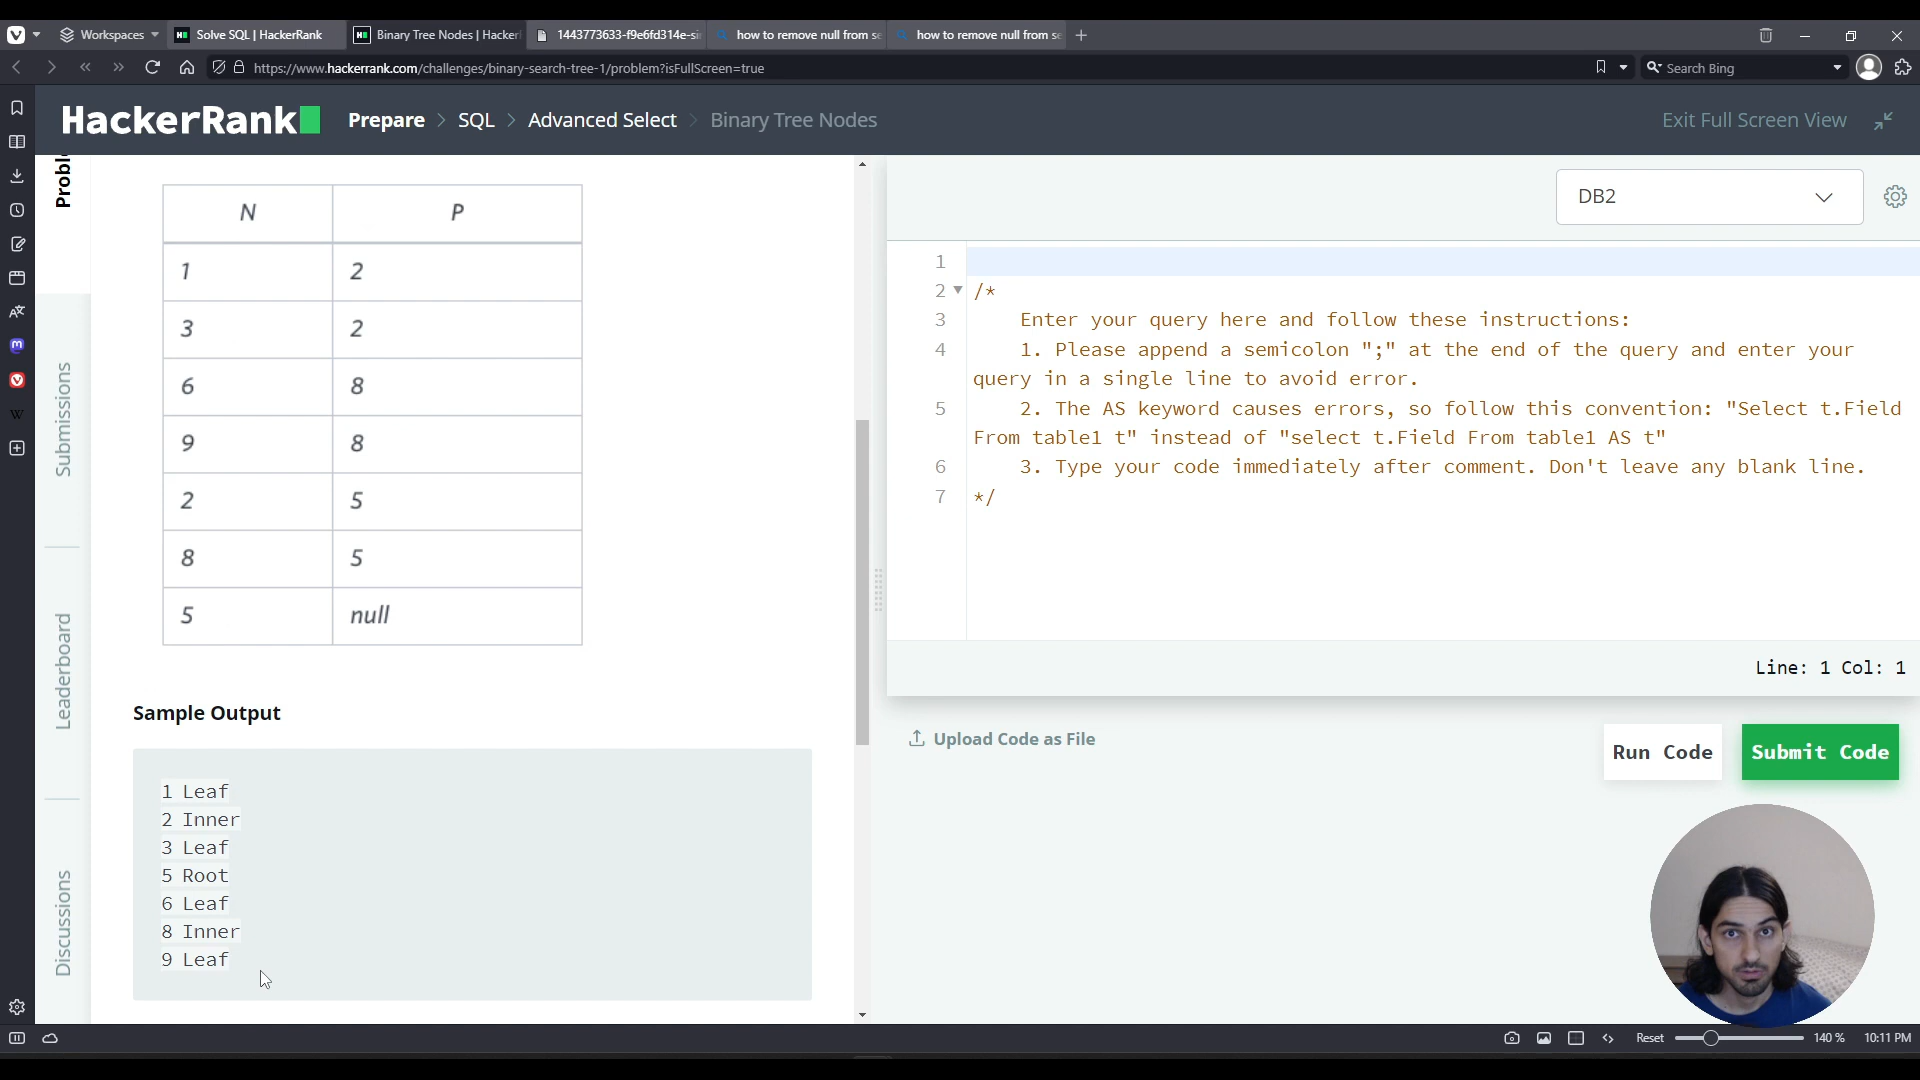 Workspaces
Solve SQL | HackerRank
Binary Tree Nodes | Hacker
1443773633-f9e6fd314e-si
how to remove null from se
how to remove null from se
https://www.hackerrank.com/challenges/binary-search-tree-1/problem?isFullScreen=true
Search Bing
HackerRank
Prepare > SQL > Advanced Select > Binary Tree Nodes
Exit Full Screen View
Probl
Submissions
Leaderboard
Discussions
N P
1 2
3 2
6 8
9 8
2 5
8 5
5 null
Sample Output
1 Leaf
2 Inner
3 Leaf
5 Root
6 Leaf
8 Inner
9 Leaf
DB2
1
2 /*
3 Enter your query here and follow these instructions:
4 1. Please append a semicolon ";" at the end of the query and enter your
query in a single line to avoid error.
5 2. The AS keyword causes errors, so follow this convention: "Select t.Field
From table1 t" instead of "select t.Field From table1 AS t"
6 3. Type your code immediately after comment. Don't leave any blank line.
7 */
Line: 1 Col: 1
Upload Code as File
Run Code
Submit Code
Reset
140 %
10:11 PM